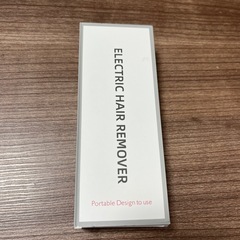 ELECTRIC HAIR REMOVER
Portable Design to use